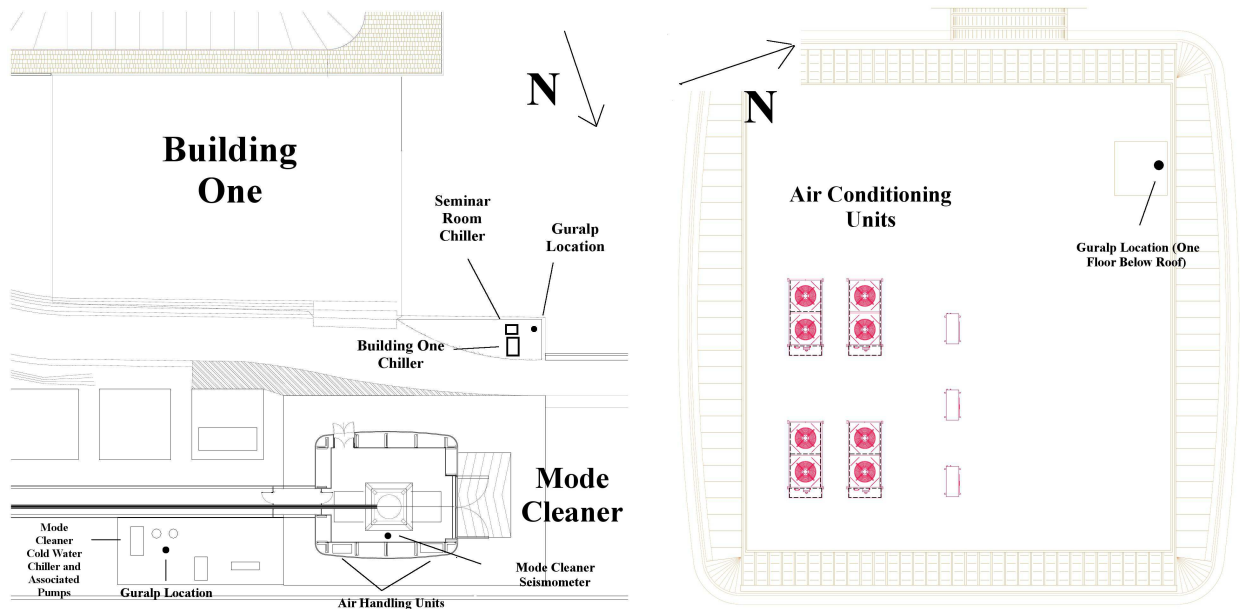 N
Building
One
Seminar
Room
Chiller
Guralp
Location
Building One
Chiller
Mode
Cleaner
Mode
Cleaner
Cold Water
Chiller and
Associated
Pumps
Guralp Location
Mode Cleaner
Seismometer
Air Handling Units
N
Air Conditioning
Units
Guralp Location (One
Floor Below Roof)